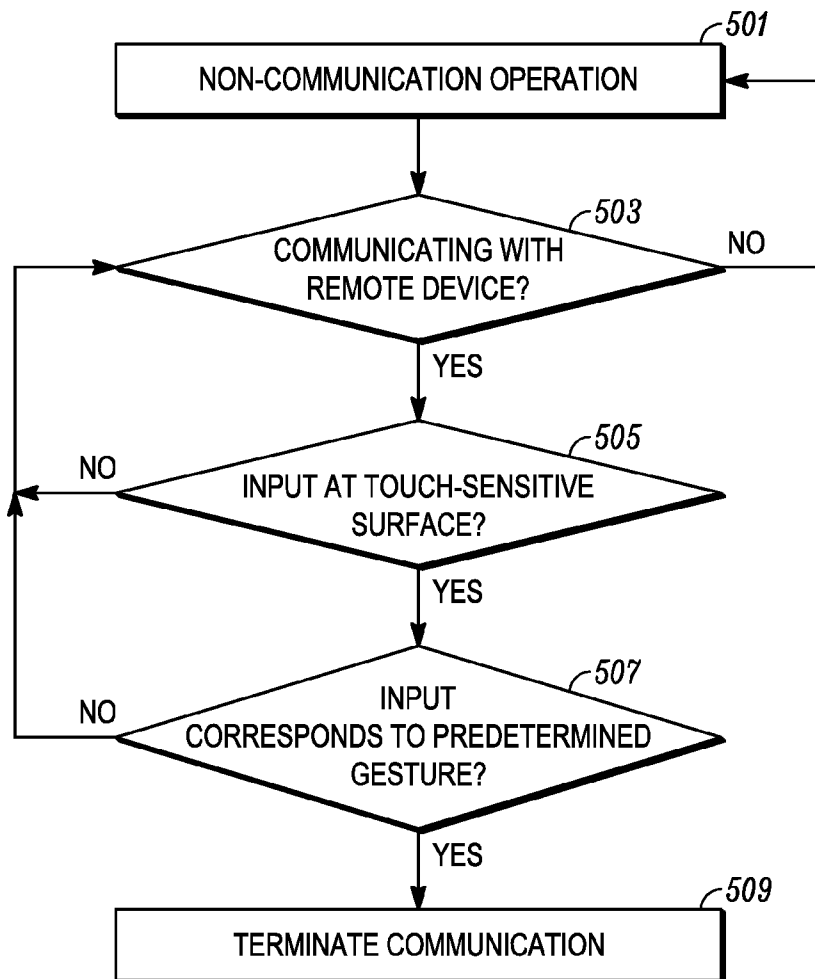 501
NON-COMMUNICATION OPERATION
503
COMMUNICATING WITH
REMOTE DEVICE?
NO
YES
505
NO
INPUT AT TOUCH-SENSITIVE
SURFACE?
YES
507
NO
INPUT
CORRESPONDS TO PREDETERMINED
GESTURE?
YES
509
TERMINATE COMMUNICATION